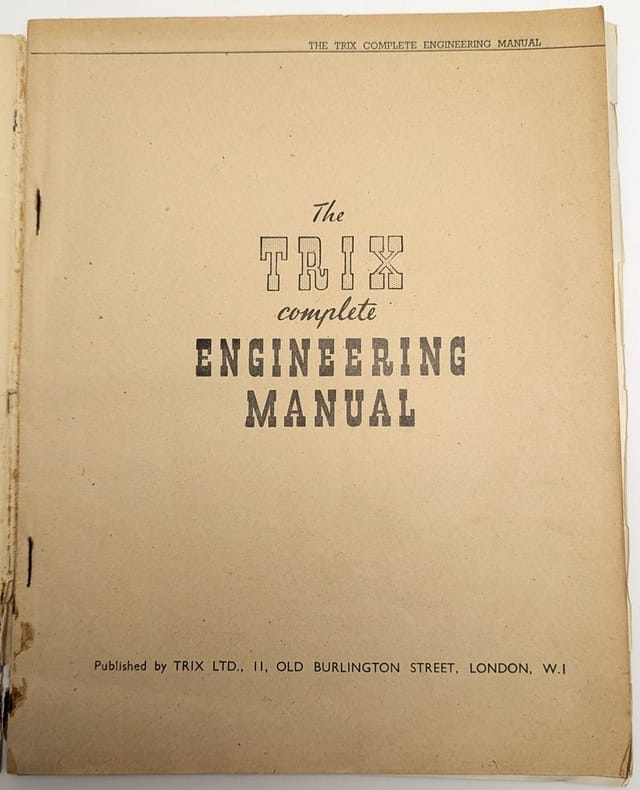 THE TRIX COMPLETE ENGINEERING MANUAL
The
TRIX
complete
ENGINEERING
MANUAL
Published by TRIX LTD., 11, OLD BURLINGTON STREET, LONDON, W.1